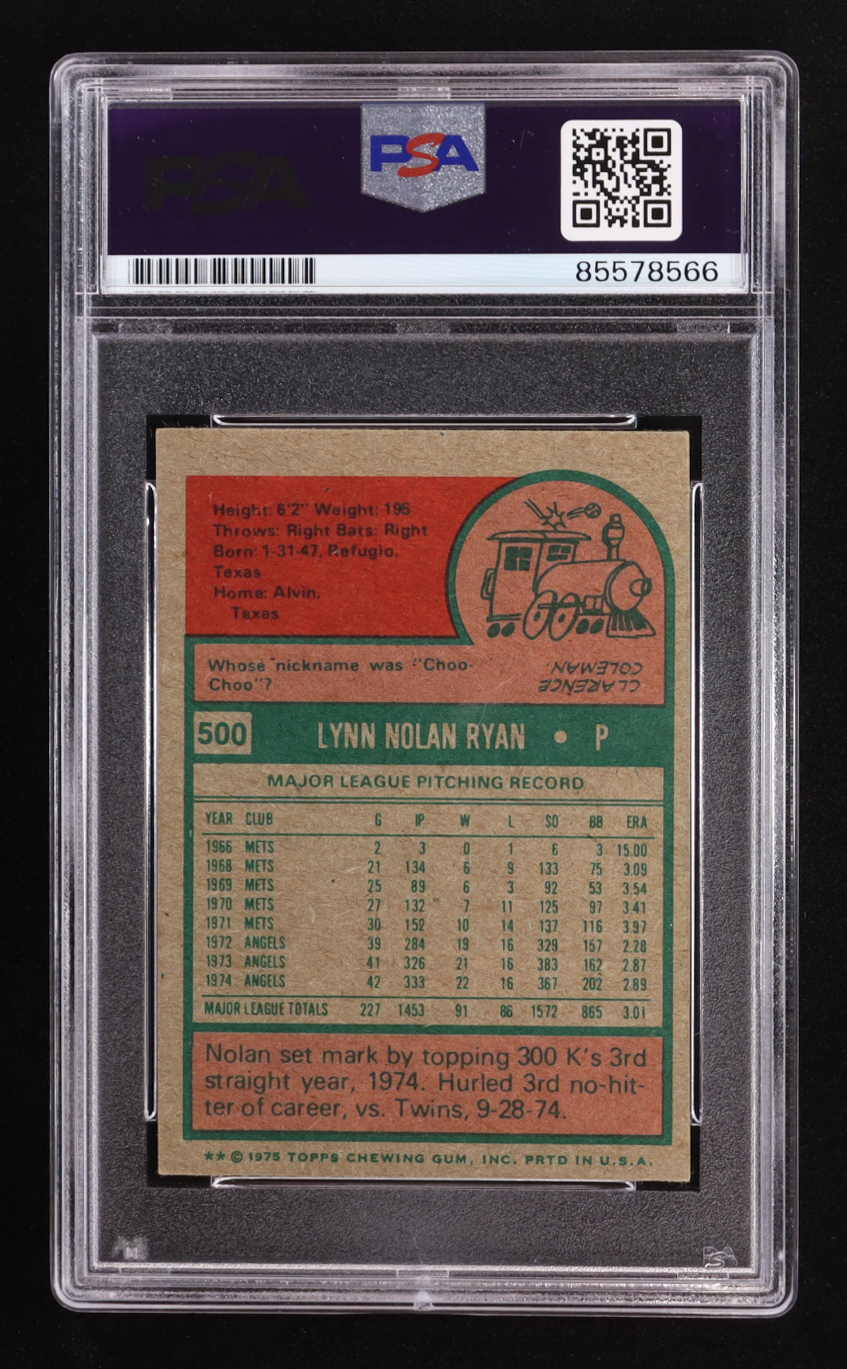 PSA
PSA
85578566
Height: 6'2" Weight: 195
Throws: Right Bats: Right
Born: 1-31-47, Refugio,
Texas
Home: Alvin,
Texas
Whose nickname was "Choo-
Choo"?
CLARENCE
COLEMAN.
500 LYNN NOLAN RYAN • P
MAJOR LEAGUE PITCHING RECORD
YEAR CLUB G IP W L SO BB ERA
1966 METS 2 3 0 1 6 3 15.00
1968 METS 21 134 6 9 133 75 3.09
1969 METS 25 89 6 3 92 53 3.54
1970 METS 27 132 7 11 125 97 3.41
1971 METS 30 152 10 14 137 116 3.97
1972 ANGELS 39 284 19 16 329 157 2.28
1973 ANGELS 41 326 21 16 383 162 2.87
1974 ANGELS 42 333 22 16 367 202 2.89
MAJOR LEAGUE TOTALS 227 1453 91 86 1572 865 3.01
Nolan set mark by topping 300 K's 3rd
straight year, 1974. Hurled 3rd no-hit-
ter of career, vs. Twins, 9-28-74.
** © 1975 TOPPS CHEWING GUM, INC. PRTD IN U.S.A.
PSA